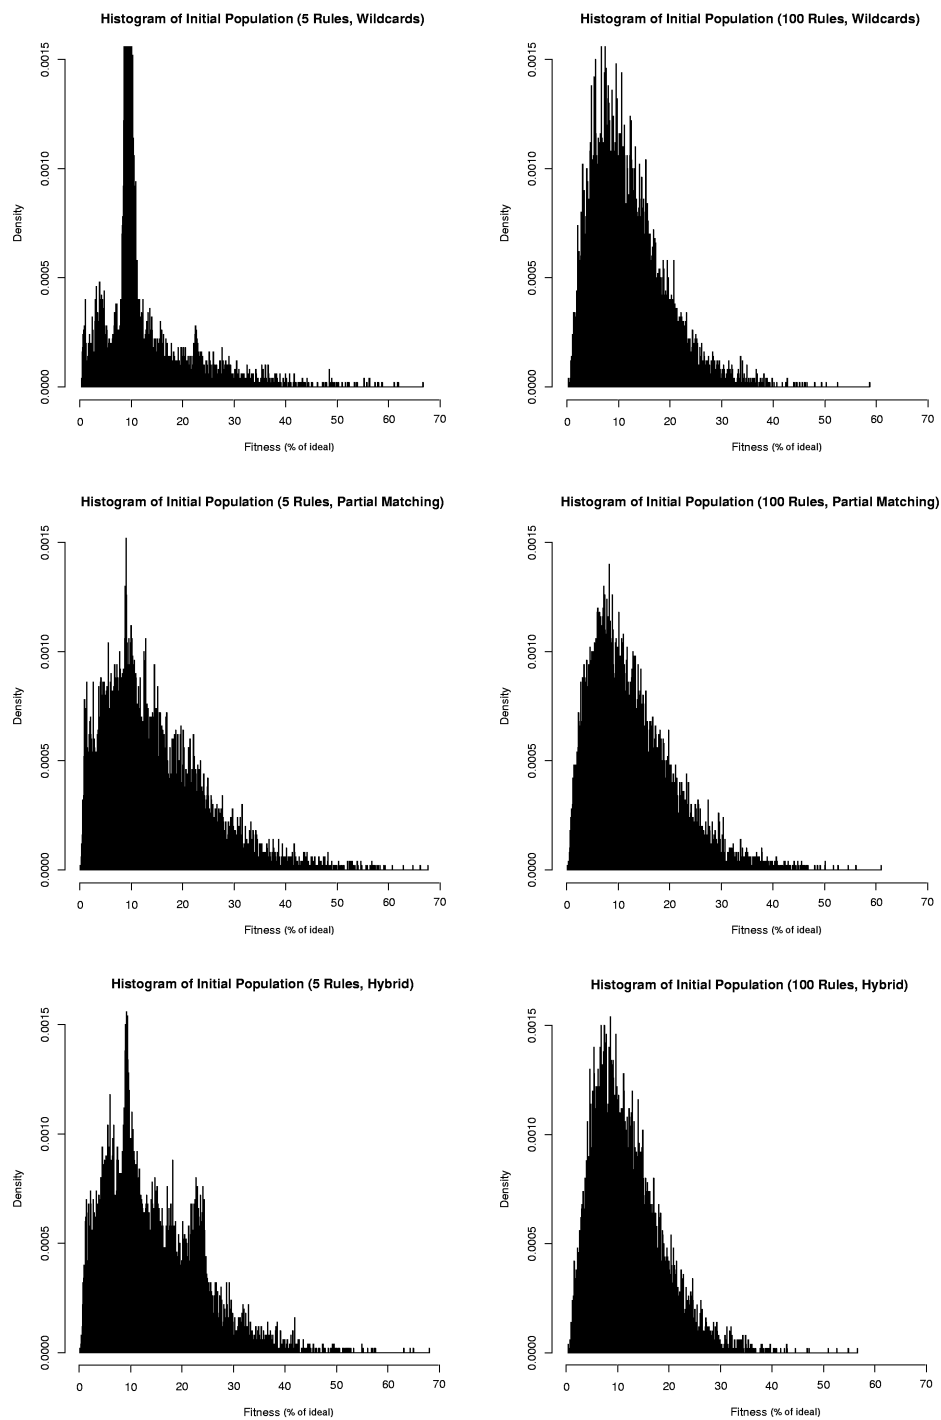 Histogram of Initial Population (5 Rules, Wildcards)
Density
0.0000 0.0005 0.0010 0.0015
0 10 20 30 40 50 60 70
Fitness (% of ideal)
Histogram of Initial Population (100 Rules, Wildcards)
Density
0.0000 0.0005 0.0010 0.0015
0 10 20 30 40 50 60 70
Fitness (% of ideal)
Histogram of Initial Population (5 Rules, Partial Matching)
Density
0.0000 0.0005 0.0010 0.0015
0 10 20 30 40 50 60 70
Fitness (% of ideal)
Histogram of Initial Population (100 Rules, Partial Matching)
Density
0.0000 0.0005 0.0010 0.0015
0 10 20 30 40 50 60 70
Fitness (% of ideal)
Histogram of Initial Population (5 Rules, Hybrid)
Density
0.0000 0.0005 0.0010 0.0015
0 10 20 30 40 50 60 70
Fitness (% of ideal)
Histogram of Initial Population (100 Rules, Hybrid)
Density
0.0000 0.0005 0.0010 0.0015
0 10 20 30 40 50 60 70
Fitness (% of ideal)